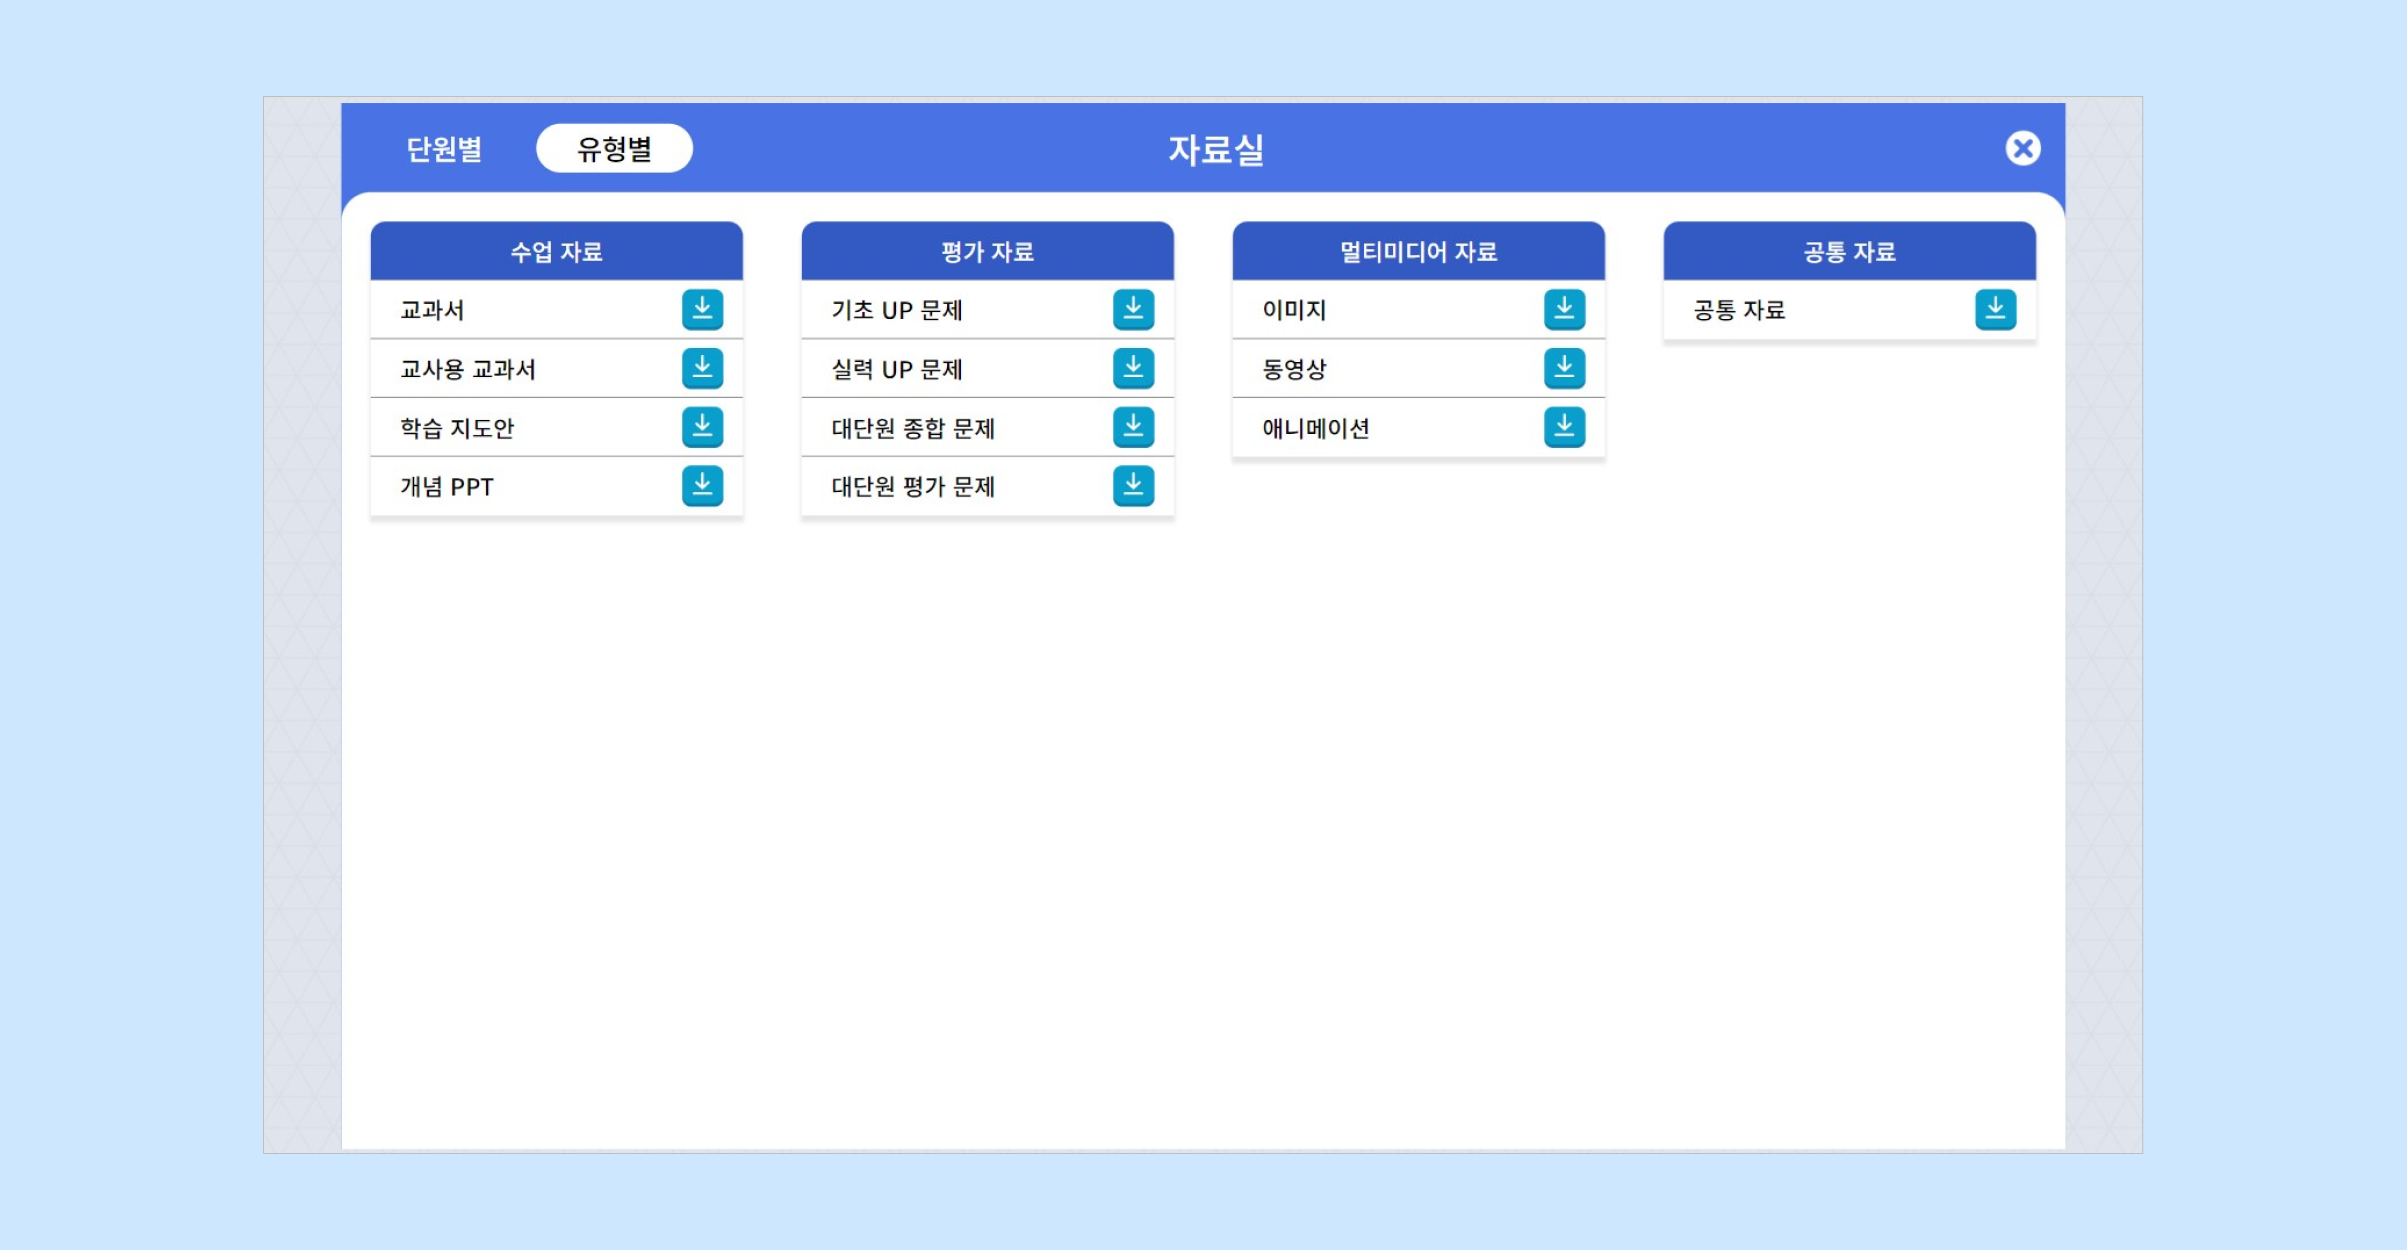 단원별 유형별 자료실
수업 자료
교과서
교사용 교과서
학습 지도안
개념 PPT
평가 자료
기초 UP 문제
실력 UP 문제
대단원 종합 문제
대단원 평가 문제
멀티미디어 자료
이미지
동영상
애니메이션
공통 자료
공통 자료